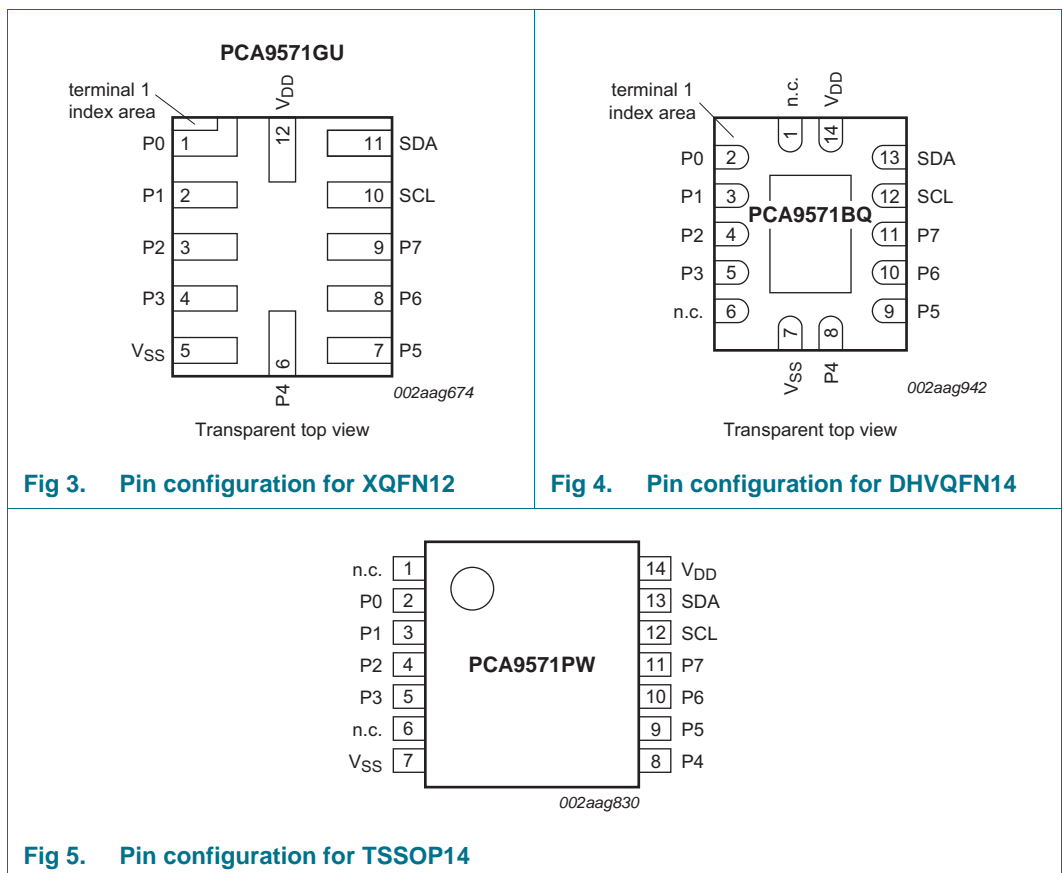 PCA9571GU
terminal 1
index area
VDD
12
P0 1
11 SDA
P1 2
10 SCL
P2 3
9 P7
P3 4
8 P6
VSS 5
7 P5
6
P4
002aag674
Transparent top view
Fig 3. Pin configuration for XQFN12
terminal 1
index area
n.c.
VDD
1
14
P0 2
13 SDA
P1 3
12 SCL
PCA9571BQ
P2 4
11 P7
P3 5
10 P6
n.c. 6
9 P5
7
8
VSS
P4
002aag942
Transparent top view
Fig 4. Pin configuration for DHVQFN14
n.c. 1
14 VDD
P0 2
13 SDA
P1 3
12 SCL
P2 4
PCA9571PW
11 P7
P3 5
10 P6
n.c. 6
9 P5
VSS 7
8 P4
002aag830
Fig 5. Pin configuration for TSSOP14